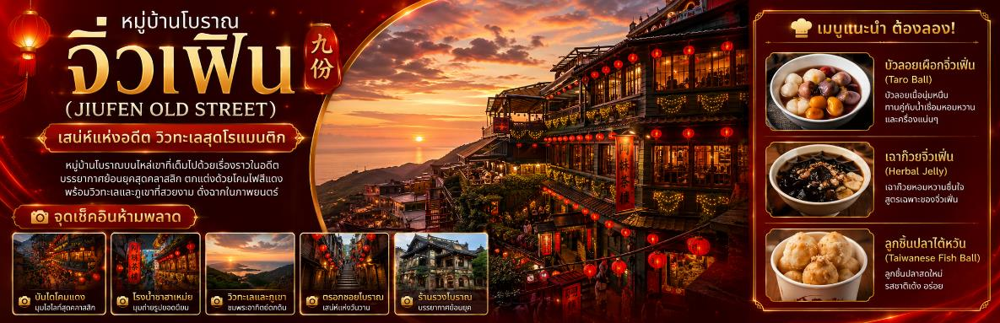 หมู่บ้านโบราณ
จิ่วเฟิ่น
九份
(JIUFEN OLD STREET)
เสน่ห์แห่งอดีต วิวทะเลสุดโรแมนติก
หมู่บ้านโบราณบนไหล่เขาที่เต็มไปด้วยเรื่องราวในอดีต
บรรยากาศย้อนยุคสุดคลาสสิก ตกแต่งด้วยโคมไฟสีแดง
พร้อมวิวทะเลและภูเขาที่สวยงาม ดั่งฉากในภาพยนตร์
จุดเช็คอินห้ามพลาด
บันไดโคมแดง
มุมไฮไลท์สุดคลาสสิก
โรงน้ำชาอาเหม่ย
มุมถ่ายรูปยอดนิยม
วิวทะเลและภูเขา
ชมพระอาทิตย์ตกดิน
ตรอกซอยโบราณ
เสน่ห์แห่งวันวาน
ร้านรวงโบราณ
บรรยากาศย้อนยุค
เมนูแนะนำ ต้องลอง!
บัวลอยเผือกจิ่วเฟิ่น
(Taro Ball)
บัวลอยเนื้อนุ่มหนึบ
ทานคู่กับน้ำเชื่อมหอมหวาน
และเครื่องแน่นๆ
เฉาก๊วยจิ่วเฟิ่น
(Herbal Jelly)
เฉาก๊วยหอมหวานชื่นใจ
สูตรเฉพาะของจิ่วเฟิ่น
ลูกชิ้นปลาไต้หวัน
(Taiwanese Fish Ball)
ลูกชิ้นปลาสดใหม่
รสชาติเด้ง อร่อย